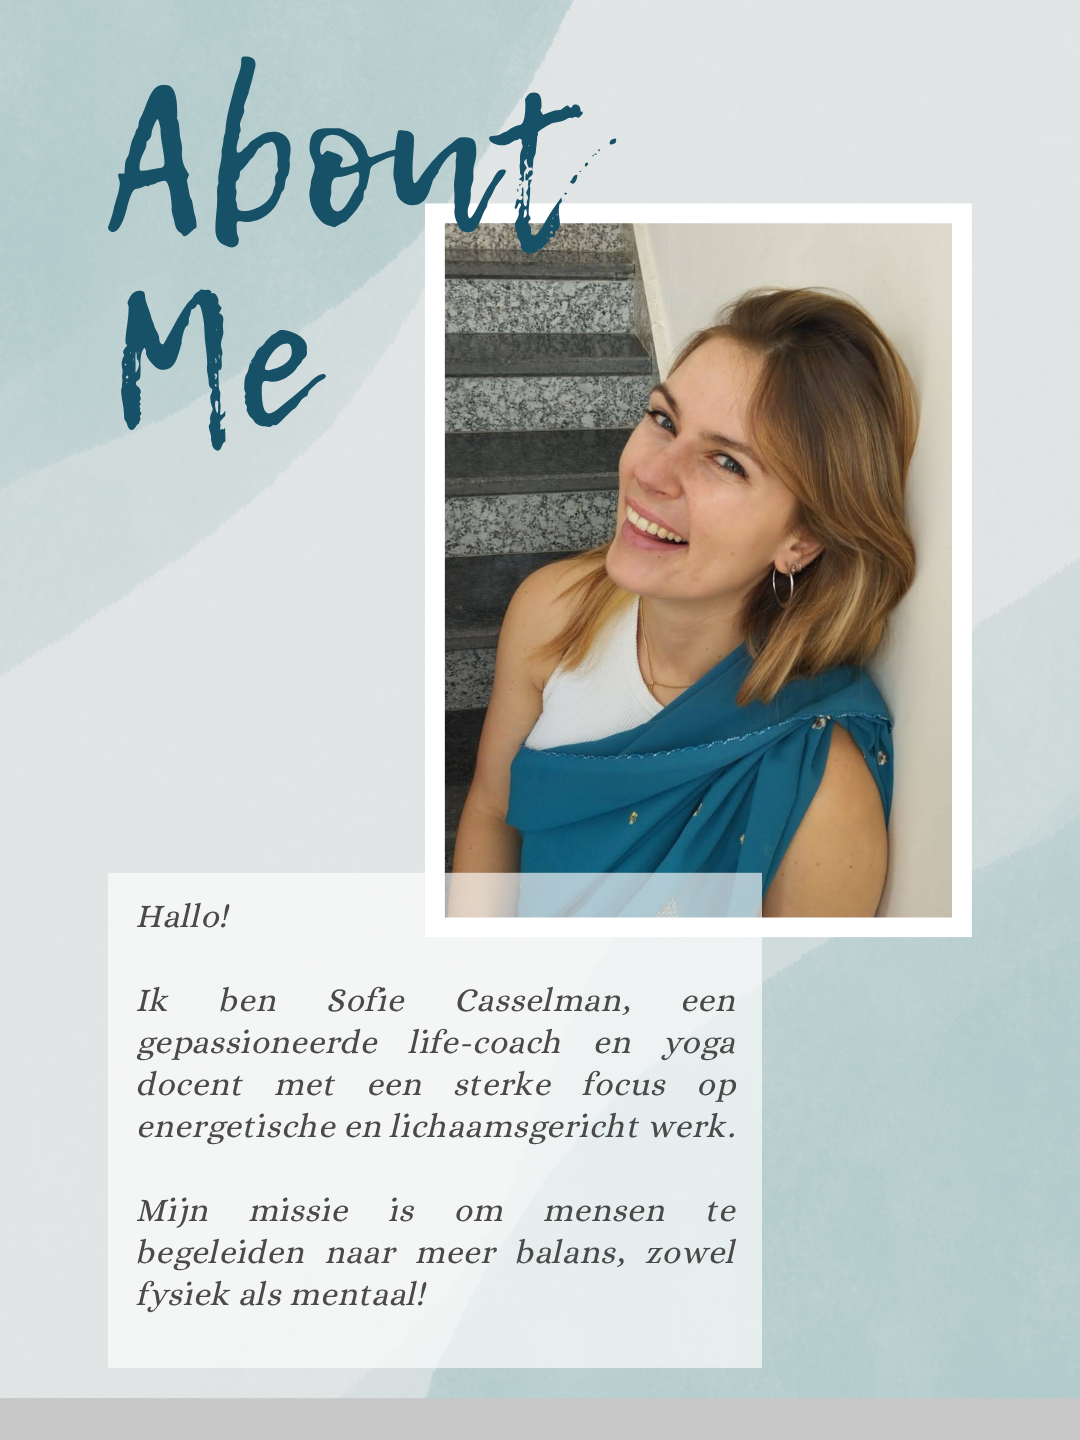 About
Me
Hallo!
Ik ben Sofie Casselman, een
gepassioneerde life-coach en yoga
docent met een sterke focus op
energetische en lichaamsgericht werk.
Mijn missie is om mensen te
begeleiden naar meer balans, zowel
fysiek als mentaal!